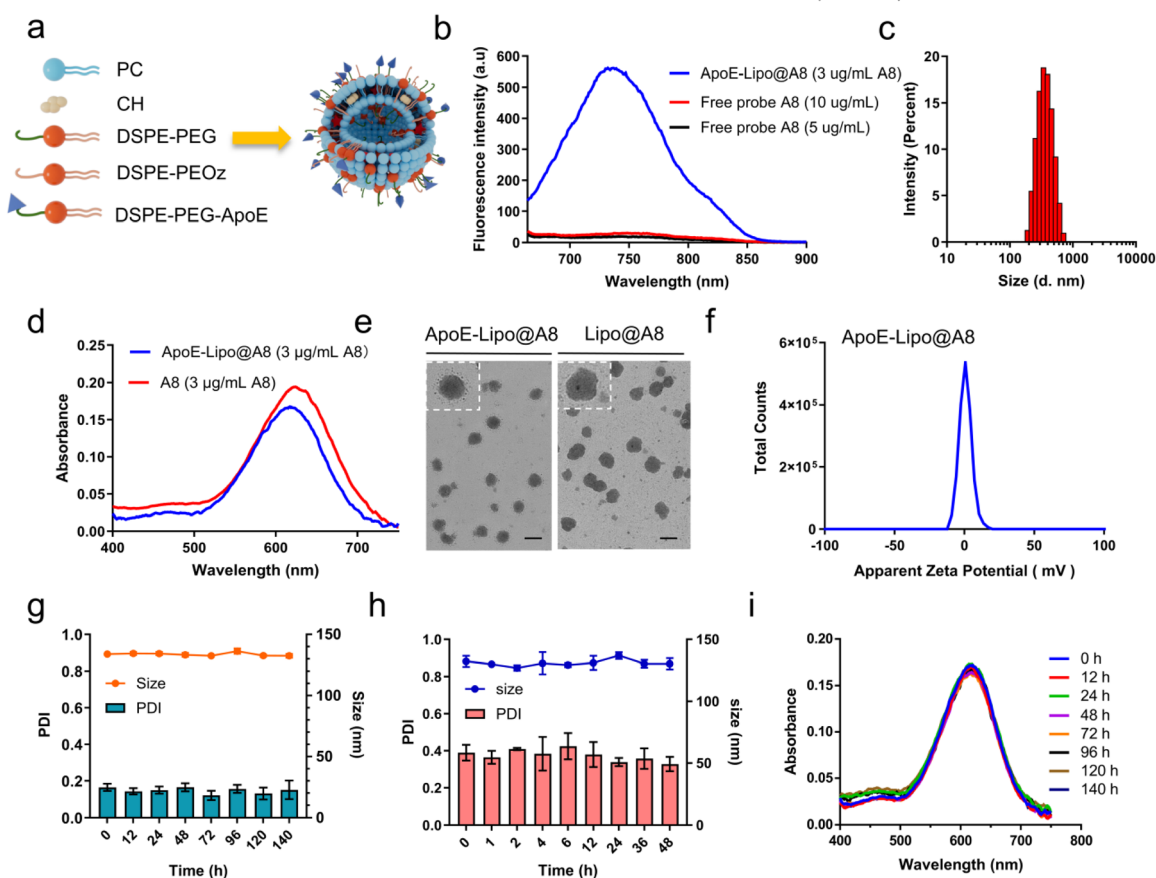 a
PC
CH
DSPE-PEG
DSPE-PEOz
DSPE-PEG-ApoE
b
600
500
400
300
200
100
0
Fluorescence intensity (a.u)
ApoE-Lipo@A8 (3 ug/mL A8)
Free probe A8 (10 ug/mL)
Free probe A8 (5 ug/mL)
700 750 800 850 900
Wavelength (nm)
c
20
15
10
5
0
Intensity (Percent)
10 100 1000 10000
Size (d. nm)
d
0.25
0.20
0.15
0.10
0.05
0.00
Absorbance
ApoE-Lipo@A8 (3 μg/mL A8)
A8 (3 μg/mL A8)
400 500 600 700
Wavelength (nm)
e
ApoE-Lipo@A8 Lipo@A8
f
ApoE-Lipo@A8
6×10⁵
4×10⁵
2×10⁵
0
Total Counts
-100 -50 0 50 100
Apparent Zeta Potential ( mV )
g
1.0
0.8
0.6
0.4
0.2
0.0
PDI
Size
PDI
150
100
50
0
Size (nm)
0 12 24 48 72 96 120 140
Time (h)
h
1.0
0.8
0.6
0.4
0.2
0.0
PDI
size
PDI
150
100
50
0
size (nm)
0 1 2 4 6 12 24 36 48
Time (h)
i
0.20
0.15
0.10
0.05
0.00
Absorbance
0 h
12 h
24 h
48 h
72 h
96 h
120 h
140 h
400 500 600 700 800
Wavelength (nm)